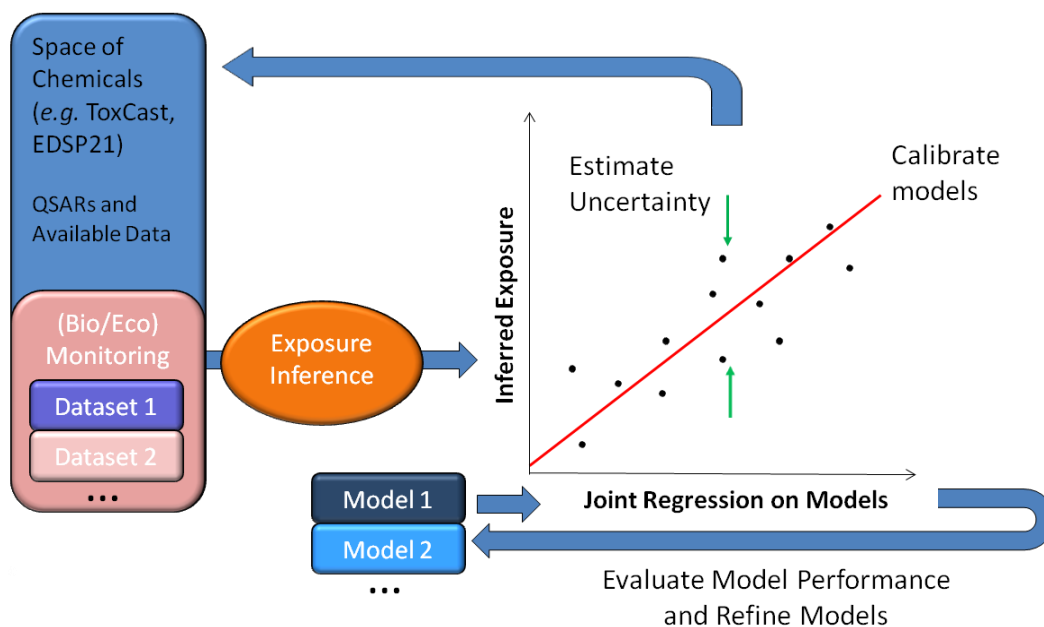 Space of
Chemicals
(e.g. ToxCast,
EDSP21)
QSARs and
Available Data
(Bio/Eco)
Monitoring
Dataset 1
Dataset 2
...
Exposure
Inference
Inferred Exposure
Estimate
Uncertainty
Calibrate
models
Joint Regression on Models
Model 1
Model 2
...
Evaluate Model Performance
and Refine Models